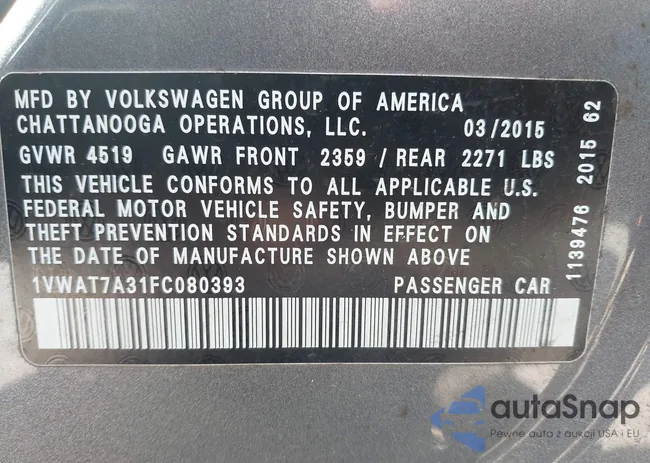 MFD BY VOLKSWAGEN GROUP OF AMERICA
CHATTANOOGA OPERATIONS, LLC. 03/2015
GVWR 4519 GAWR FRONT 2359 / REAR 2271 LBS
THIS VEHICLE CONFORMS TO ALL APPLICABLE U.S.
FEDERAL MOTOR VEHICLE SAFETY, BUMPER AND
THEFT PREVENTION STANDARDS IN EFFECT ON
THE DATE OF MANUFACTURE SHOWN ABOVE
1VWAT7A31FC080393 PASSENGER CAR
1139476 2015 62
autaSnap
Pewne auto z aukcji USA i EU